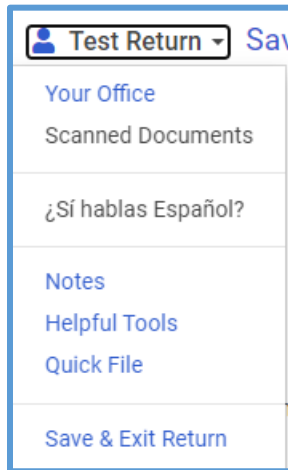 Test Return Sav
Your Office
Scanned Documents
¿Sí hablas Español?
Notes
Helpful Tools
Quick File
Save & Exit Return